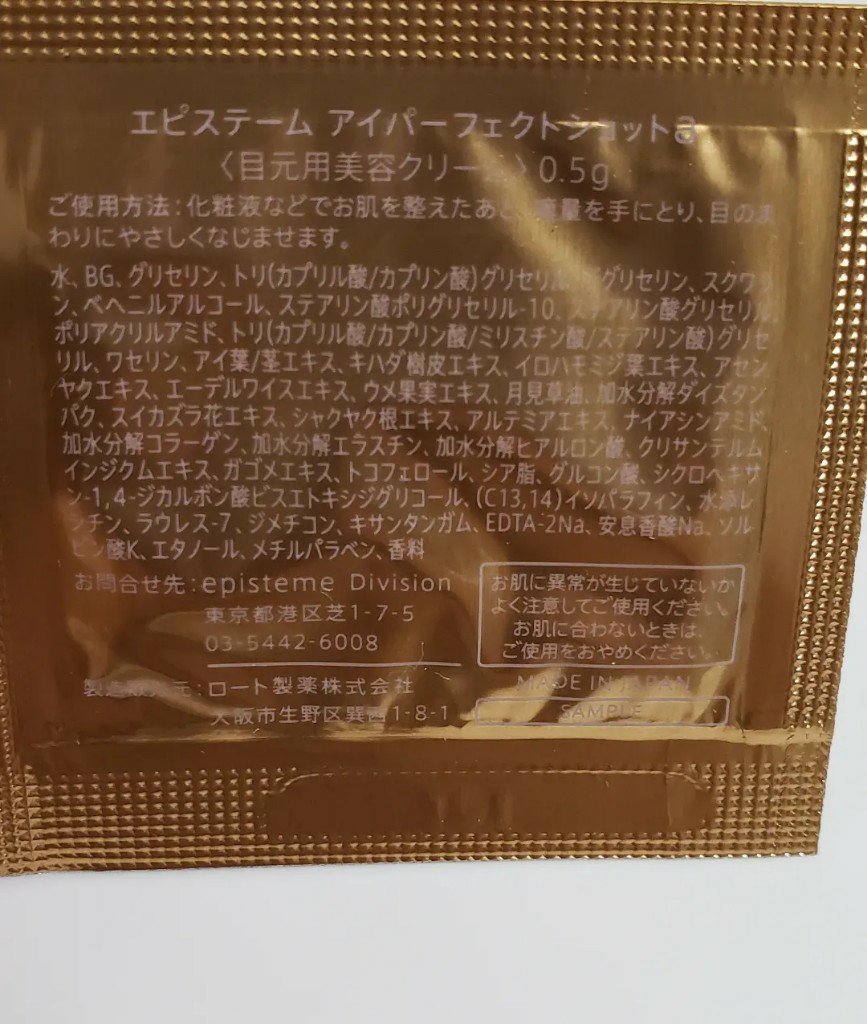 エピステーム アイパーフェクトショットa
〈目元用美容クリーム〉0.5g
ご使用方法:化粧液などでお肌を整えたあと、適量を手にとり、目のま
わりにやさしくなじませます。
水、BG、グリセリン、トリ(カプリル酸/カプリン酸)グリセリル、ジグリセリン、スクワラ
ン、ベヘニルアルコール、ステアリン酸ポリグリセリル-10、ステアリン酸グリセリル、
ポリアクリルアミド、トリ(カプリル酸/カプリン酸/ミリスチン酸/ステアリン酸)グリセ
リル、ワセリン、アイ葉/茎エキス、キハダ樹皮エキス、イロハモミジ葉エキス、アセン
ヤクエキス、エーデルワイスエキス、ウメ果実エキス、月見草油、加水分解ダイズタン
パク、スイカズラ花エキス、シャクヤク根エキス、アルテミアエキス、ナイアシンアミド、
加水分解コラーゲン、加水分解エラスチン、加水分解ヒアルロン酸、クリサンテルム
インジクムエキス、ガゴメエキス、トコフェロール、シア脂、グルコン酸、シクロヘキサ
ン-1,4-ジカルボン酸ビスエトキシジグリコール、(C13,14)イソパラフィン、水添レ
シチン、ラウレス-7、ジメチコン、キサンタンガム、EDTA-2Na、安息香酸Na、ソル
ビン酸K、エタノール、メチルパラベン、香料
お問合せ先:episteme Division
東京都港区芝1-7-5
03-5442-6008
製造販売元:ロート製薬株式会社
大阪市生野区巽西1-8-1
お肌に異常が生じていないか
よく注意してご使用ください。
お肌に合わないときは、
ご使用をおやめください。
MADE IN JAPAN
SAMPLE